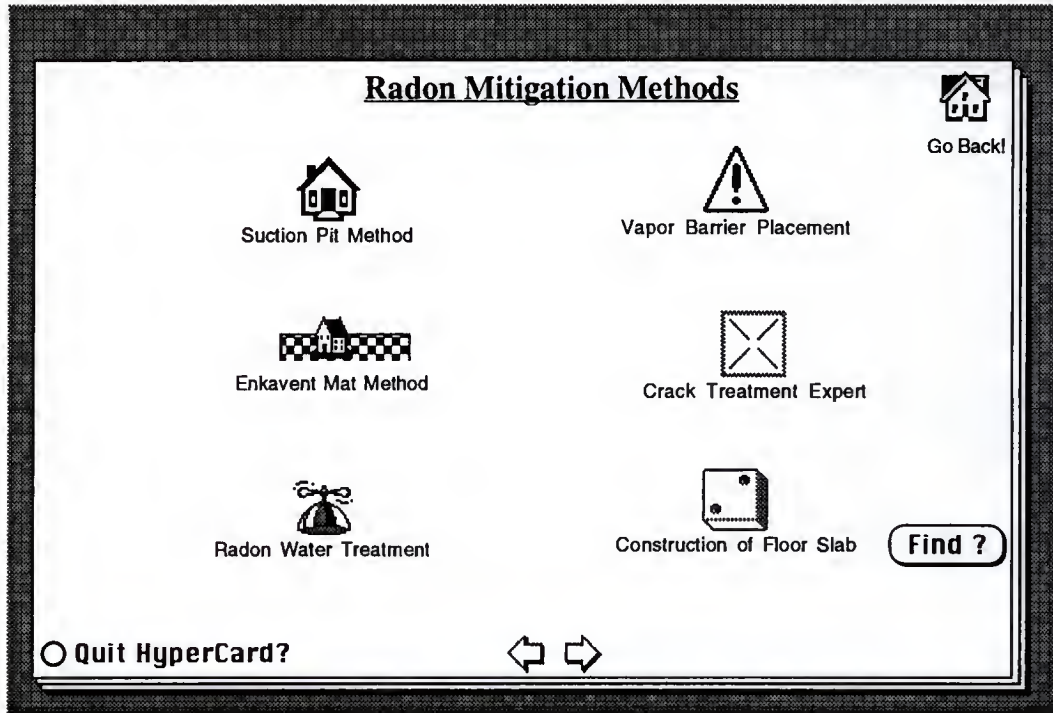 Radon Mitigation Methods
Go Back!
Suction Pit Method
Vapor Barrier Placement
Enkavent Mat Method
Crack Treatment Expert
Radon Water Treatment
Construction of Floor Slab
Find ?
Quit HyperCard?